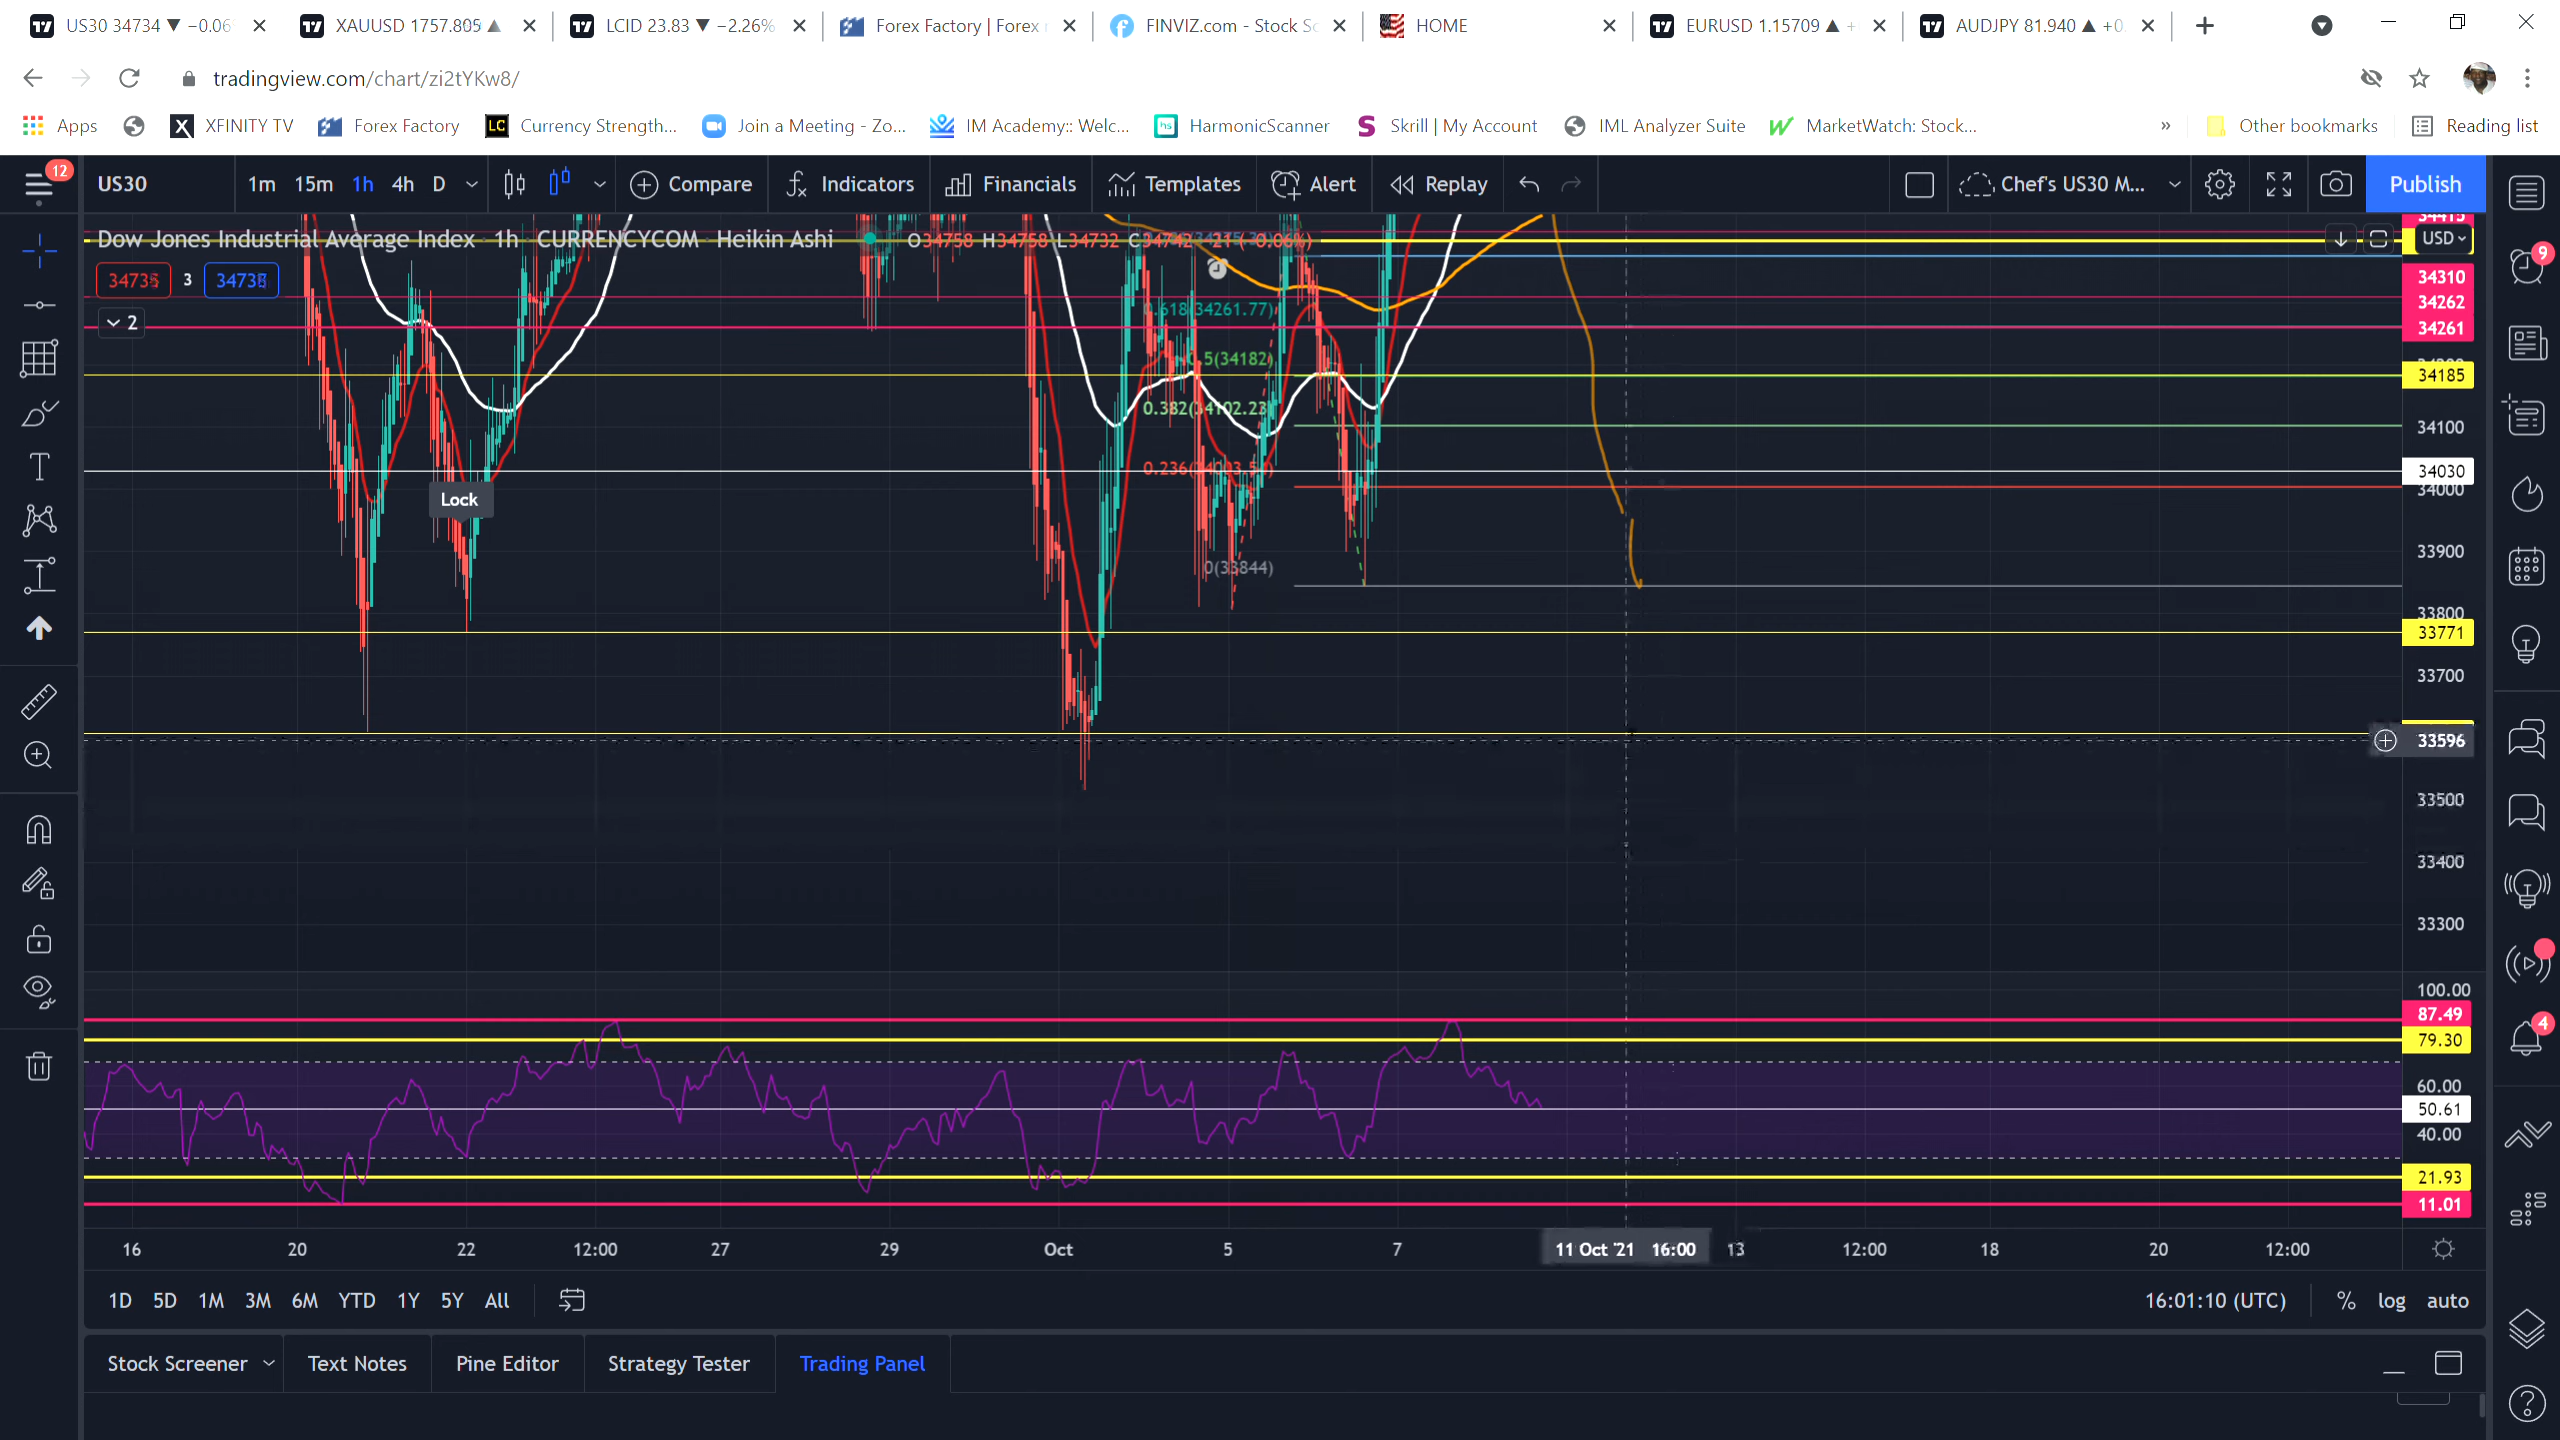 US30 34734 ▼ −0.06
XAUUSD 1757.805 ▲
LCID 23.83 ▼ −2.26%
Forex Factory | Forex
FINVIZ.com - Stock Sc
HOME
EURUSD 1.15709 ▲ +
AUDJPY 81.940 ▲ +0
tradingview.com/chart/zi2tYKw8/
Apps
XFINITY TV
Forex Factory
LC Currency Strength...
Join a Meeting - Zo...
IM Academy:: Welc...
hs HarmonicScanner
S Skrill | My Account
IML Analyzer Suite
MarketWatch: Stock...
»
Other bookmarks
Reading list
12
US30
1m 15m 1h 4h D
Compare
Indicators
Financials
Templates
Alert
Replay
Chef's US30 M...
Publish
Dow Jones Industrial Average Index · 1h · CURRENCYCOM · Heikin Ashi
O34758 H34758 L34732
USD
3
2
0.618(34261.77)
5(34182)
0.382(34102.23)
0(33844)
Lock
34415
34310
34262
34261
34185
34100
34030
34000
33900
33800
33771
33700
33596
33500
33400
33300
100.00
87.49
79.30
60.00
50.61
40.00
21.93
11.01
16 20 22 12:00 27 29 Oct 5 7 11 Oct '21 16:00 13 12:00 18 20 12:00
1D 5D 1M 3M 6M YTD 1Y 5Y All
16:01:10 (UTC) % log auto
Stock Screener
Text Notes
Pine Editor
Strategy Tester
Trading Panel
9
4